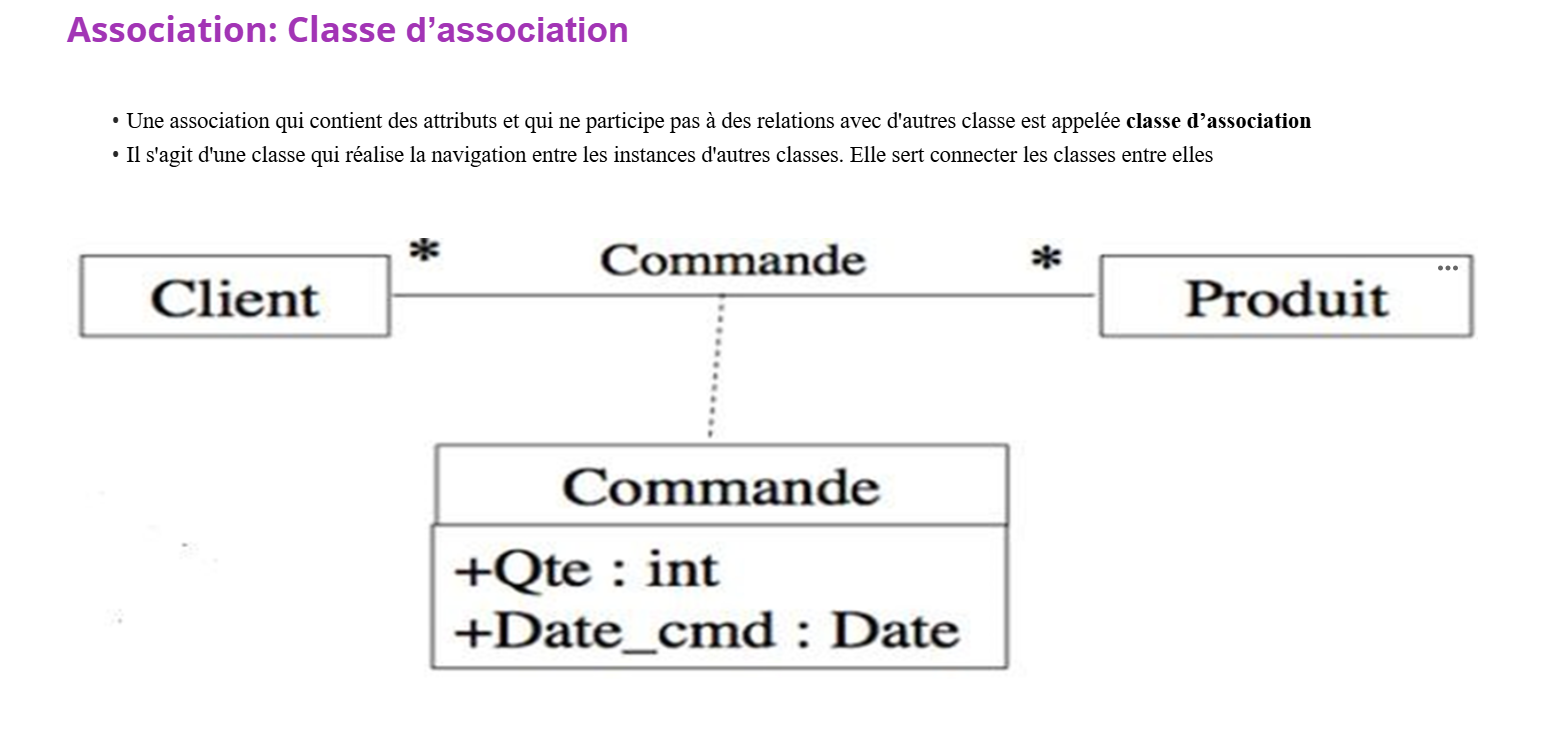 Association: Classe d’association
• Une association qui contient des attributs et qui ne participe pas à des relations avec d'autres classe est appelée classe d’association
• Il s'agit d'une classe qui réalise la navigation entre les instances d'autres classes. Elle sert connecter les classes entre elles
Client * Commande * Produit
Commande
+Qte : int
+Date_cmd : Date